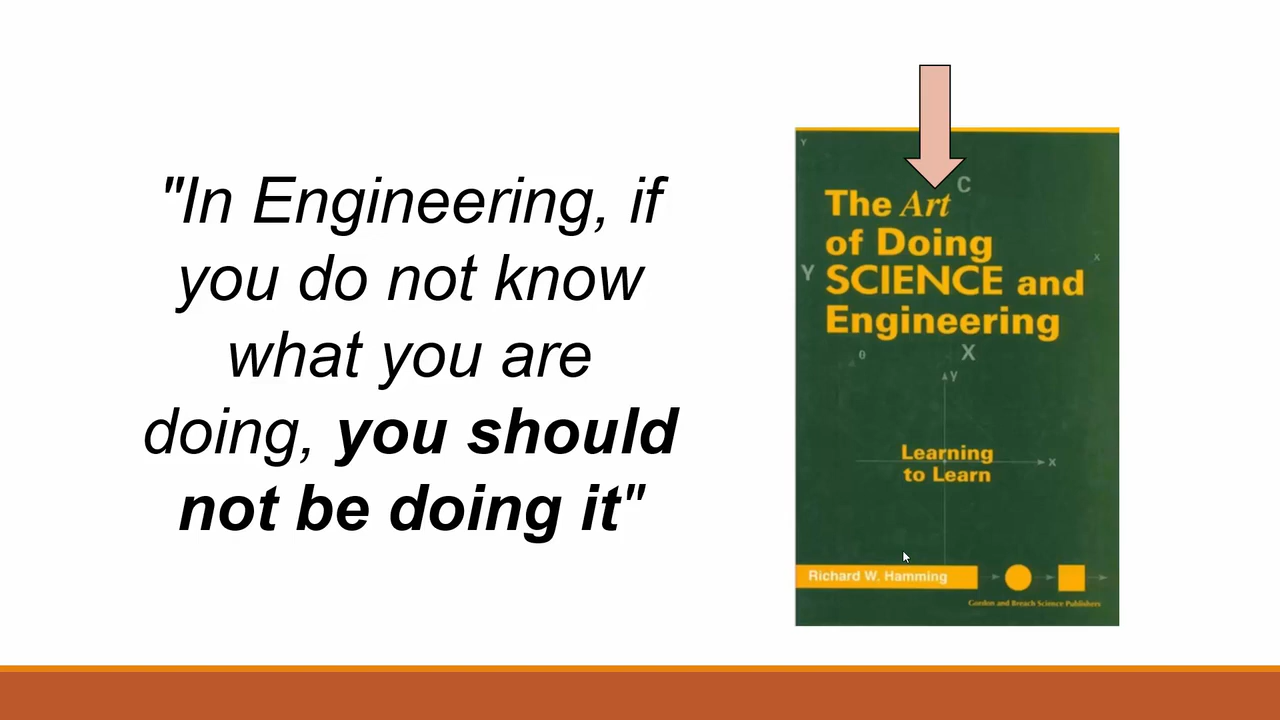 "In Engineering, if
you do not know
what you are
doing, you should
not be doing it"
Y
C
The Art
of Doing
X
Y
SCIENCE and
Engineering
0
X
y
Learning
to Learn
x
Richard W. Hamming
Gordon and Breach Science Publishers